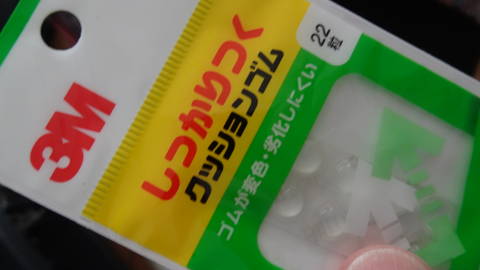 3M
しっかりつく
クッションゴム
22粒
ゴムが変色・劣化しにくい